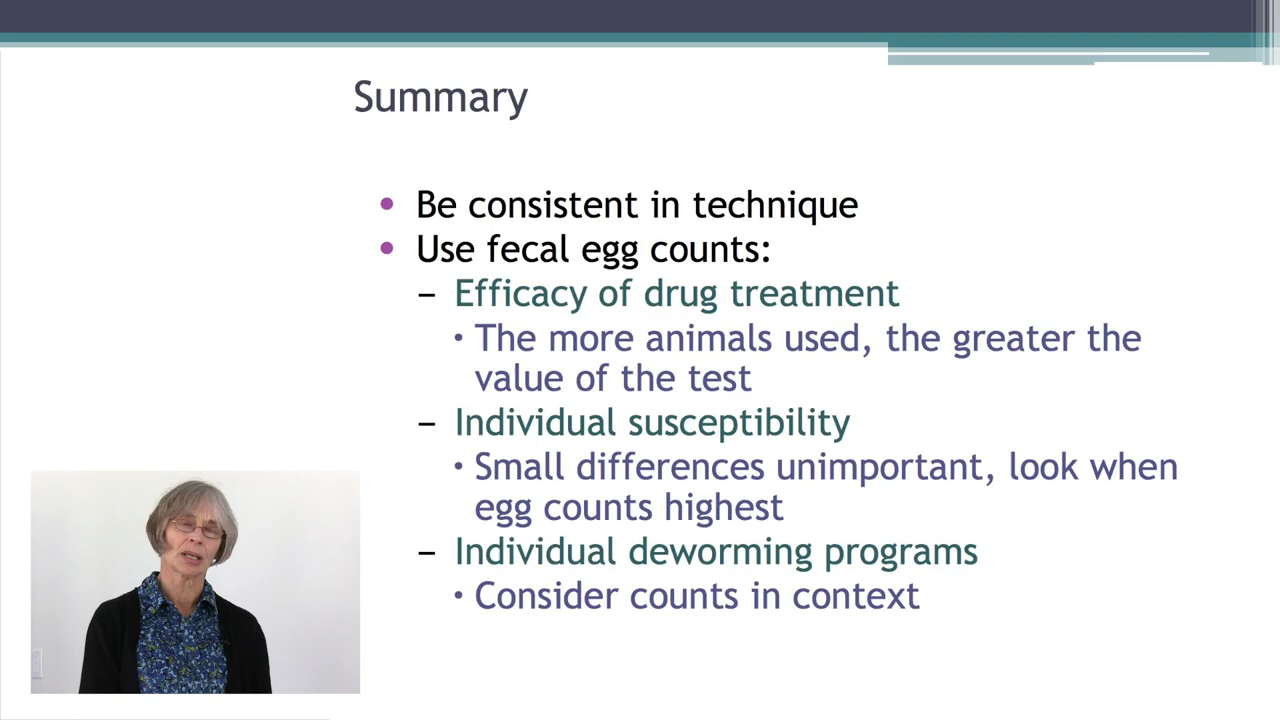 Summary
• Be consistent in technique
• Use fecal egg counts:
– Efficacy of drug treatment
• The more animals used, the greater the
value of the test
– Individual susceptibility
• Small differences unimportant, look when
egg counts highest
– Individual deworming programs
• Consider counts in context